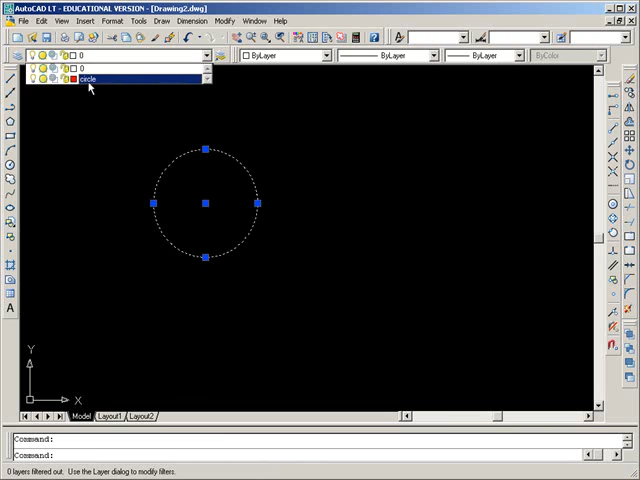 AutoCAD LT - EDUCATIONAL VERSION - [Drawing2.dwg]
File Edit View Insert Format Tools Draw Dimension Modify Window Help
0 ByLayer ByLayer ByLayer ByColor
0
circle
A
Y
X
Model Layout1 Layout2
Command:
Command:
0 layers filtered out. Use the Layer dialog to modify filters.